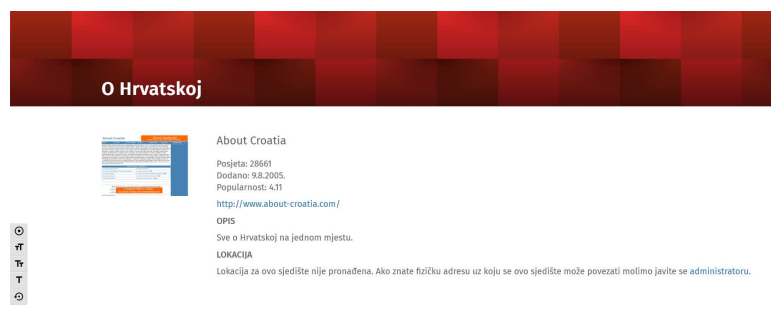 O Hrvatskoj
About Croatia
Posjeta: 28661
Dodano: 9.8.2005.
Popularnost: 4.11
http://www.about-croatia.com/
OPIS
Sve o Hrvatskoj na jednom mjestu.
LOKACIJA
Lokacija za ovo sjedište nije pronađena. Ako znate fizičku adresu uz koju se ovo sjedište može povezati molimo javite se administratoru.